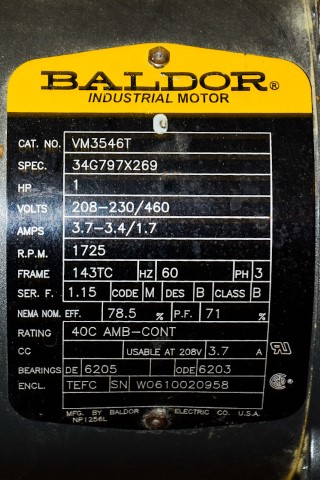 BALDOR®
INDUSTRIAL MOTOR
CAT. NO. VM3546T
SPEC. 34G797X269
HP 1
VOLTS 208-230/460
AMPS 3.7-3.4/1.7
R.P.M. 1725
FRAME 143TC HZ 60 PH 3
SER. F. 1.15 CODE M DES B CLASS B
NEMA NOM. EFF. 78.5 % P.F. 71 %
RATING 40C AMB-CONT
CC USABLE AT 208V 3.7 A
BEARINGS DE 6205 ODE 6203
ENCL. TEFC SN W0610020958
MFG. BY BALDOR ELECTRIC CO. U.S.A.
NP1256L